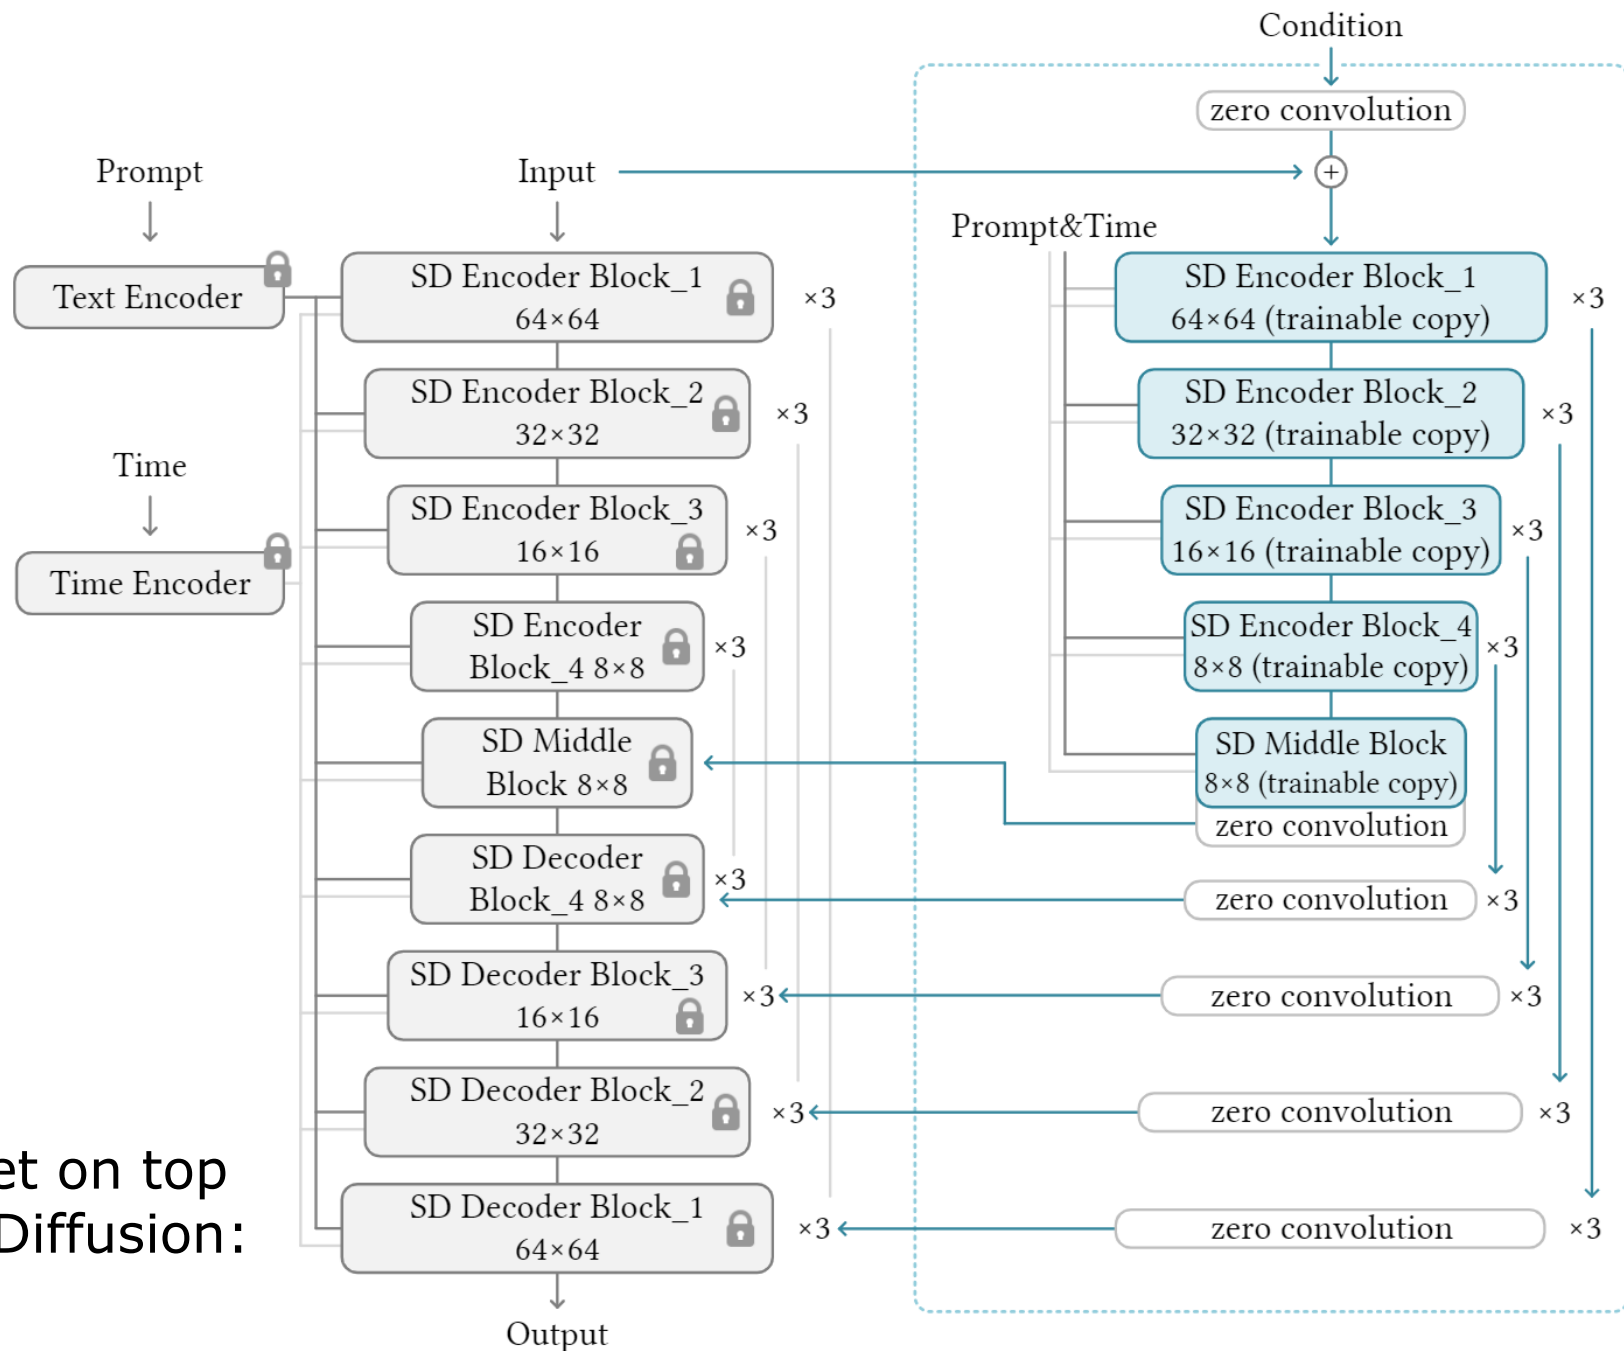 Condition
zero convolution
Prompt
Input
+
Prompt&Time
Text Encoder
SD Encoder Block_1
64×64
×3
SD Encoder Block_1
64×64 (trainable copy)
×3
SD Encoder Block_2
32×32
×3
SD Encoder Block_2
32×32 (trainable copy)
×3
Time
SD Encoder Block_3
16×16
×3
SD Encoder Block_3
16×16 (trainable copy)
×3
Time Encoder
SD Encoder
Block_4 8×8
×3
SD Encoder Block_4
8×8 (trainable copy)
×3
SD Middle
Block 8×8
SD Middle Block
8×8 (trainable copy)
zero convolution
SD Decoder
Block_4 8×8
×3
zero convolution
×3
SD Decoder Block_3
16×16
×3
zero convolution
×3
SD Decoder Block_2
32×32
×3
zero convolution
×3
et on top
Diffusion:
SD Decoder Block_1
64×64
×3
zero convolution
×3
Output